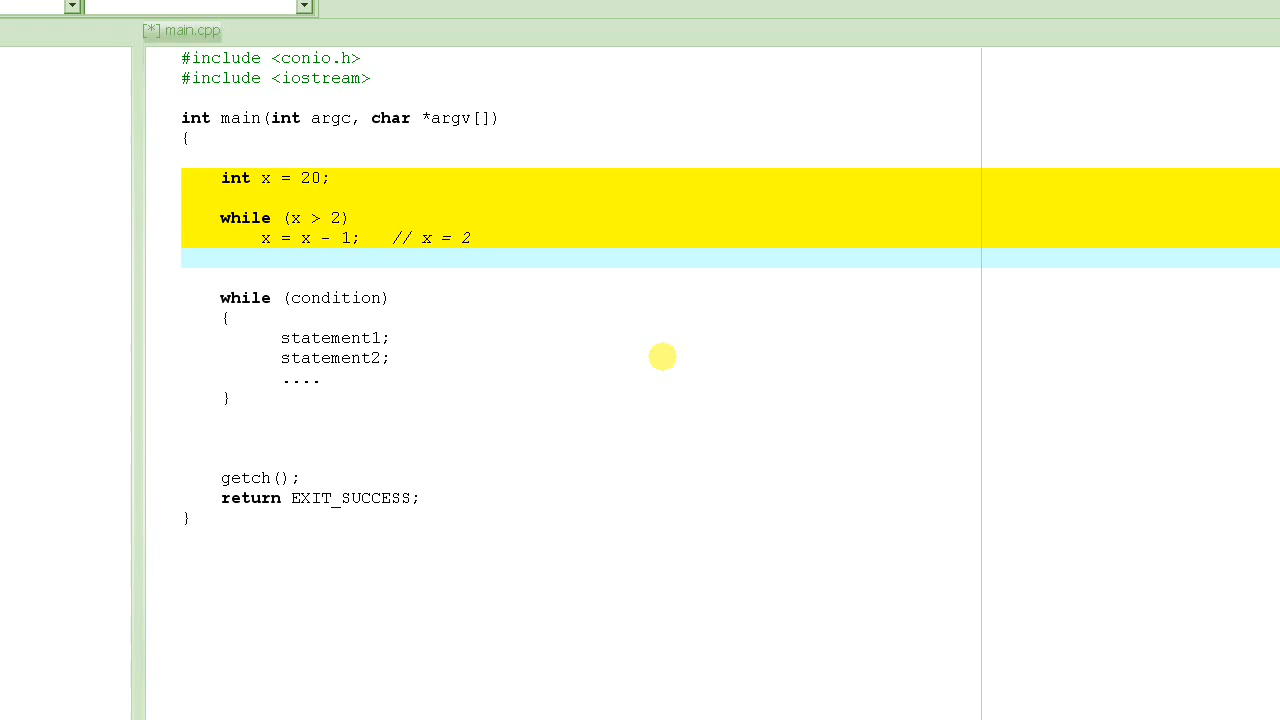 [*] main.cpp
#include <conio.h>
#include <iostream>
int main(int argc, char *argv[])
{
int x = 20;
while (x > 2)
x = x - 1; // x = 2
while (condition)
{
statement1;
statement2;
....
}
getch();
return EXIT_SUCCESS;
}